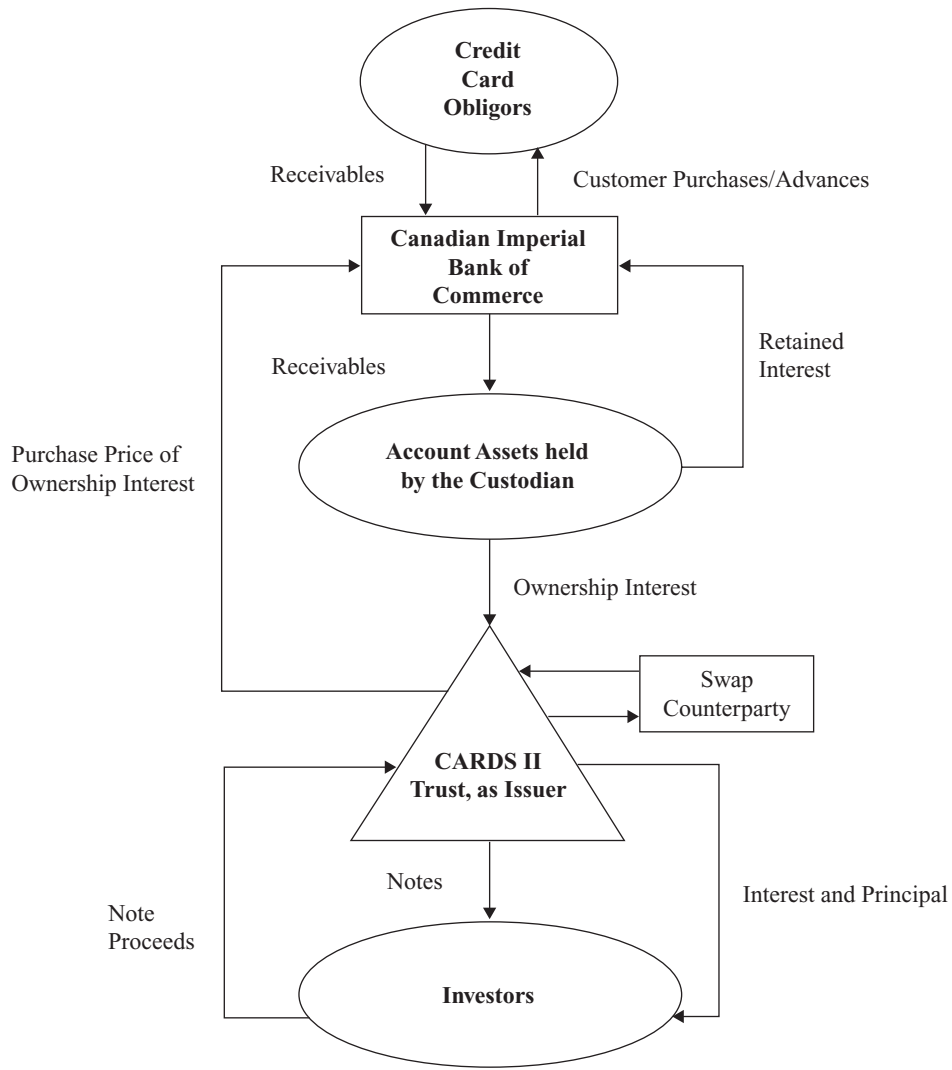 Credit
Card
Obligors
Receivables
Customer Purchases/Advances
Canadian Imperial
Bank of
Commerce
Retained
Interest
Receivables
Purchase Price of
Ownership Interest
Account Assets held
by the Custodian
Ownership Interest
Swap
Counterparty
CARDS II
Trust, as Issuer
Notes
Interest and Principal
Note
Proceeds
Investors